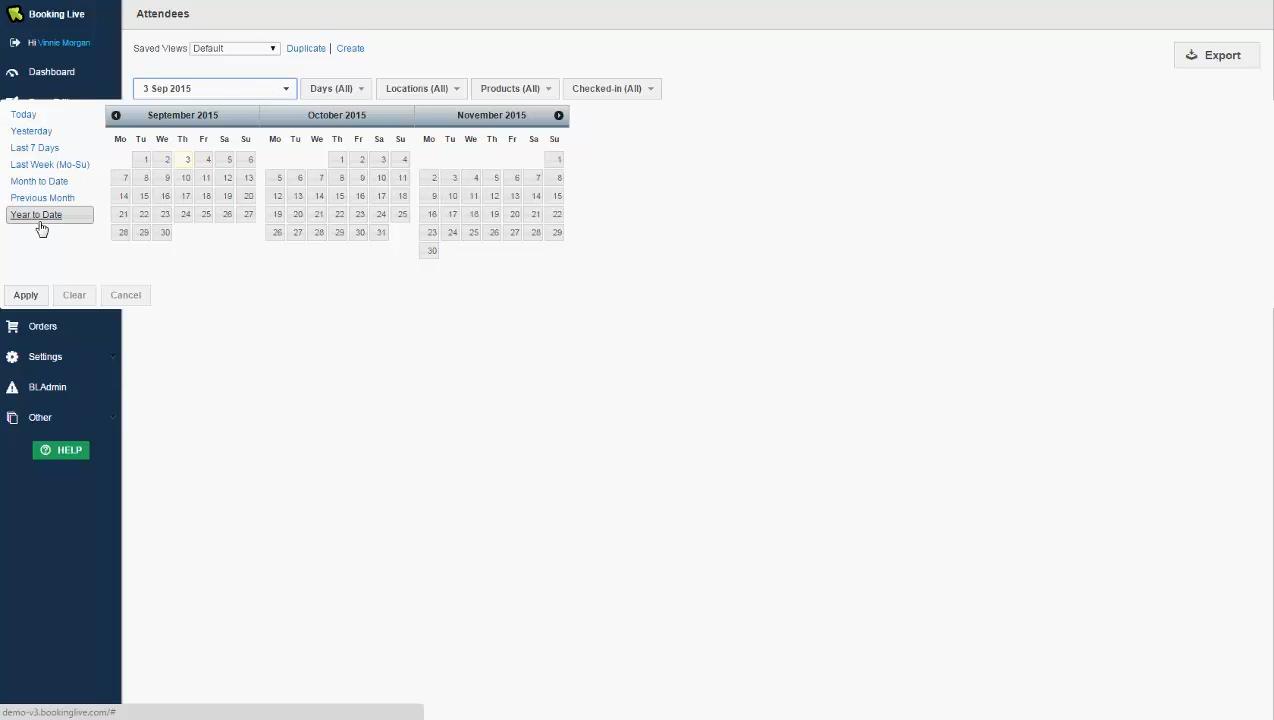 Booking Live
Attendees
Hi Vinnie Morgan
Saved Views Default Duplicate | Create
Export
Dashboard
3 Sep 2015 Days (All) Locations (All) Products (All) Checked-in (All)
Today
Yesterday
Last 7 Days
Last Week (Mo-Su)
Month to Date
Previous Month
Year to Date
September 2015
Mo Tu We Th Fr Sa Su
1 2 3 4 5 6
7 8 9 10 11 12 13
14 15 16 17 18 19 20
21 22 23 24 25 26 27
28 29 30
October 2015
Mo Tu We Th Fr Sa Su
1 2 3 4
5 6 7 8 9 10 11
12 13 14 15 16 17 18
19 20 21 22 23 24 25
26 27 28 29 30 31
November 2015
Mo Tu We Th Fr Sa Su
1
2 3 4 5 6 7 8
9 10 11 12 13 14 15
16 17 18 19 20 21 22
23 24 25 26 27 28 29
30
Apply Clear Cancel
Orders
Settings
BLAdmin
Other
HELP
demo-v3.bookinglive.com/#